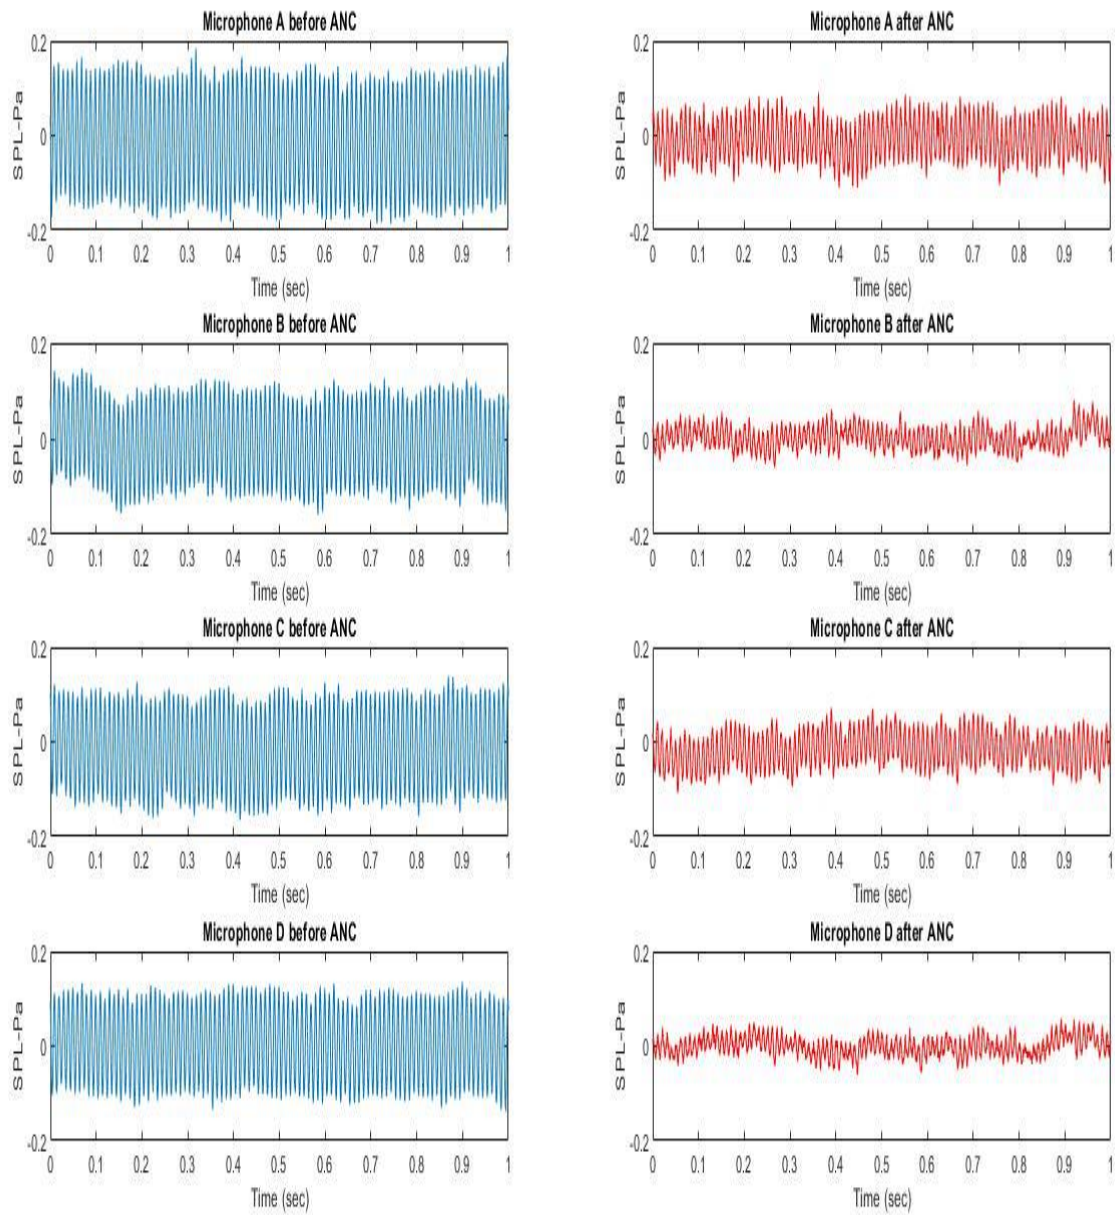 Microphone A before ANC
0.2
0
-0.2
SPL-Pa
0 0.1 0.2 0.3 0.4 0.5 0.6 0.7 0.8 0.9 1
Time (sec)
Microphone A after ANC
0.2
0
-0.2
SPL-Pa
0 0.1 0.2 0.3 0.4 0.5 0.6 0.7 0.8 0.9 1
Time (sec)
Microphone B before ANC
0.2
0
-0.2
SPL-Pa
0 0.1 0.2 0.3 0.4 0.5 0.6 0.7 0.8 0.9 1
Time (sec)
Microphone B after ANC
0.2
0
-0.2
SPL-Pa
0 0.1 0.2 0.3 0.4 0.5 0.6 0.7 0.8 0.9 1
Time (sec)
Microphone C before ANC
0.2
0
-0.2
SPL-Pa
0 0.1 0.2 0.3 0.4 0.5 0.6 0.7 0.8 0.9 1
Time (sec)
Microphone C after ANC
0.2
0
-0.2
SPL-Pa
0 0.1 0.2 0.3 0.4 0.5 0.6 0.7 0.8 0.9 1
Time (sec)
Microphone D before ANC
0.2
0
-0.2
SPL-Pa
0 0.1 0.2 0.3 0.4 0.5 0.6 0.7 0.8 0.9 1
Time (sec)
Microphone D after ANC
0.2
0
-0.2
SPL-Pa
0 0.1 0.2 0.3 0.4 0.5 0.6 0.7 0.8 0.9 1
Time (sec)